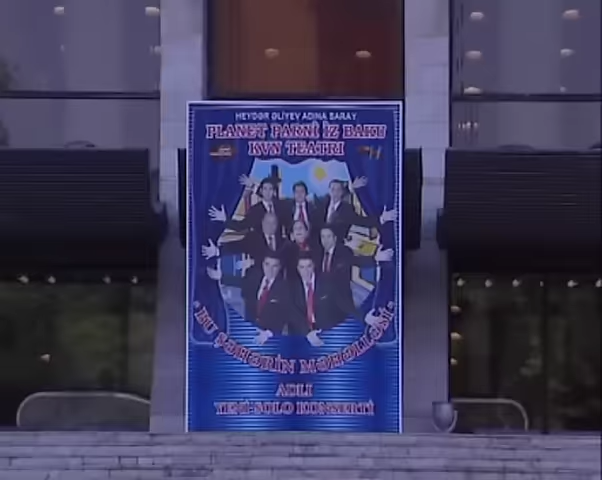 HEYDƏR ƏLİYEV ADINA SARAY
PLANET PARNİ İZ BAKU
KVN TEATRI
"BU ŞƏHƏRİN MƏHƏLLƏSİ"
ADLI
YENİ SOLO KONSERTİ